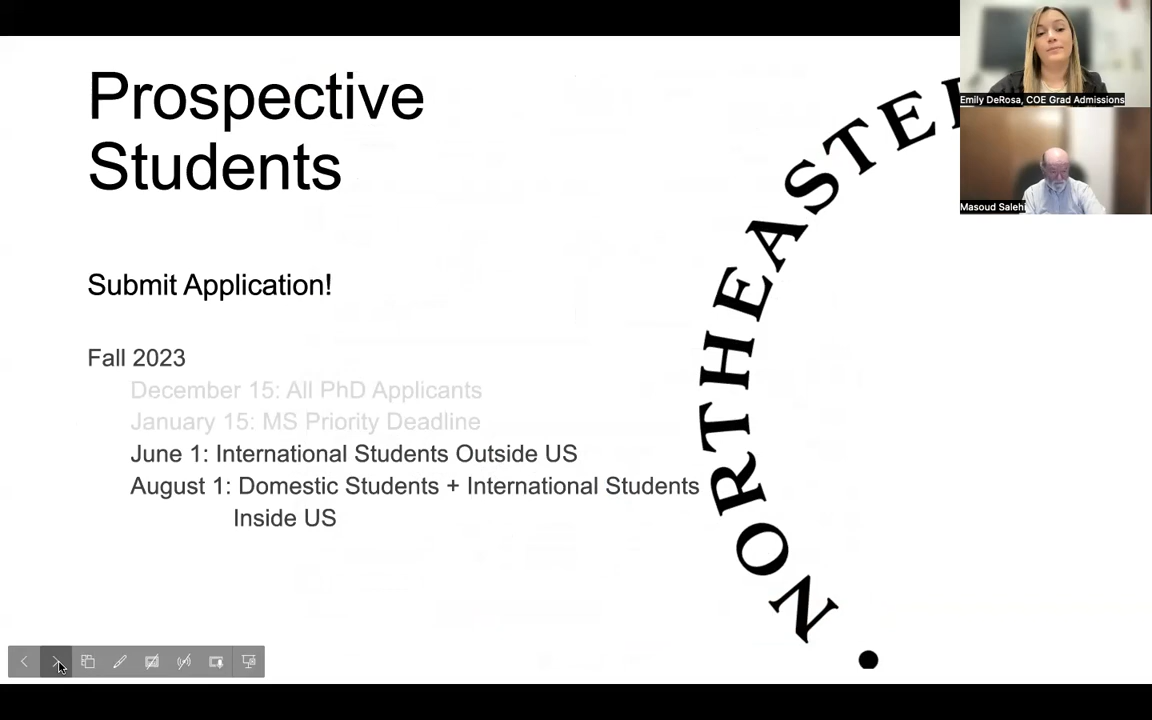 Prospective
Students
Submit Application!
Fall 2023
December 15: All PhD Applicants
January 15: MS Priority Deadline
June 1: International Students Outside US
August 1: Domestic Students + International Students
Inside US
NORTHEASTE
Emily DeRosa, COE Grad Admissions
Masoud Salehi